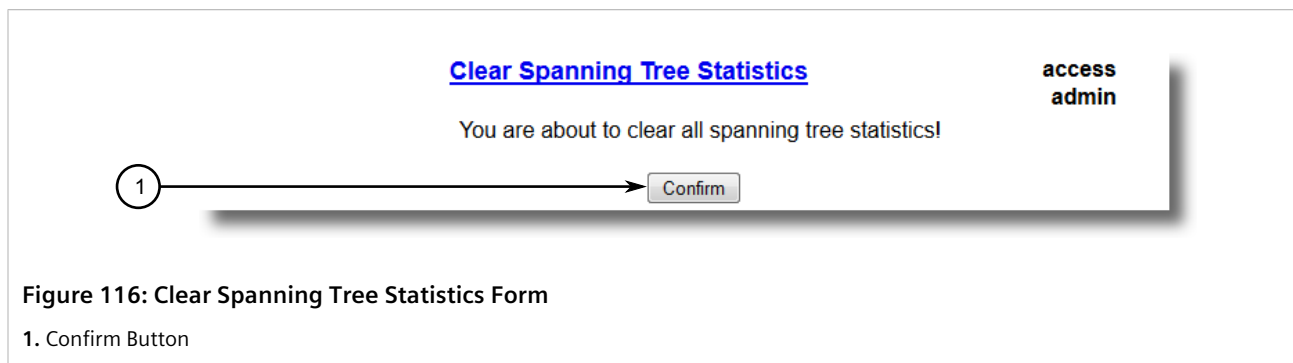 Clear Spanning Tree Statistics
access
admin
You are about to clear all spanning tree statistics!
1
Confirm
Figure 116: Clear Spanning Tree Statistics Form
1. Confirm Button